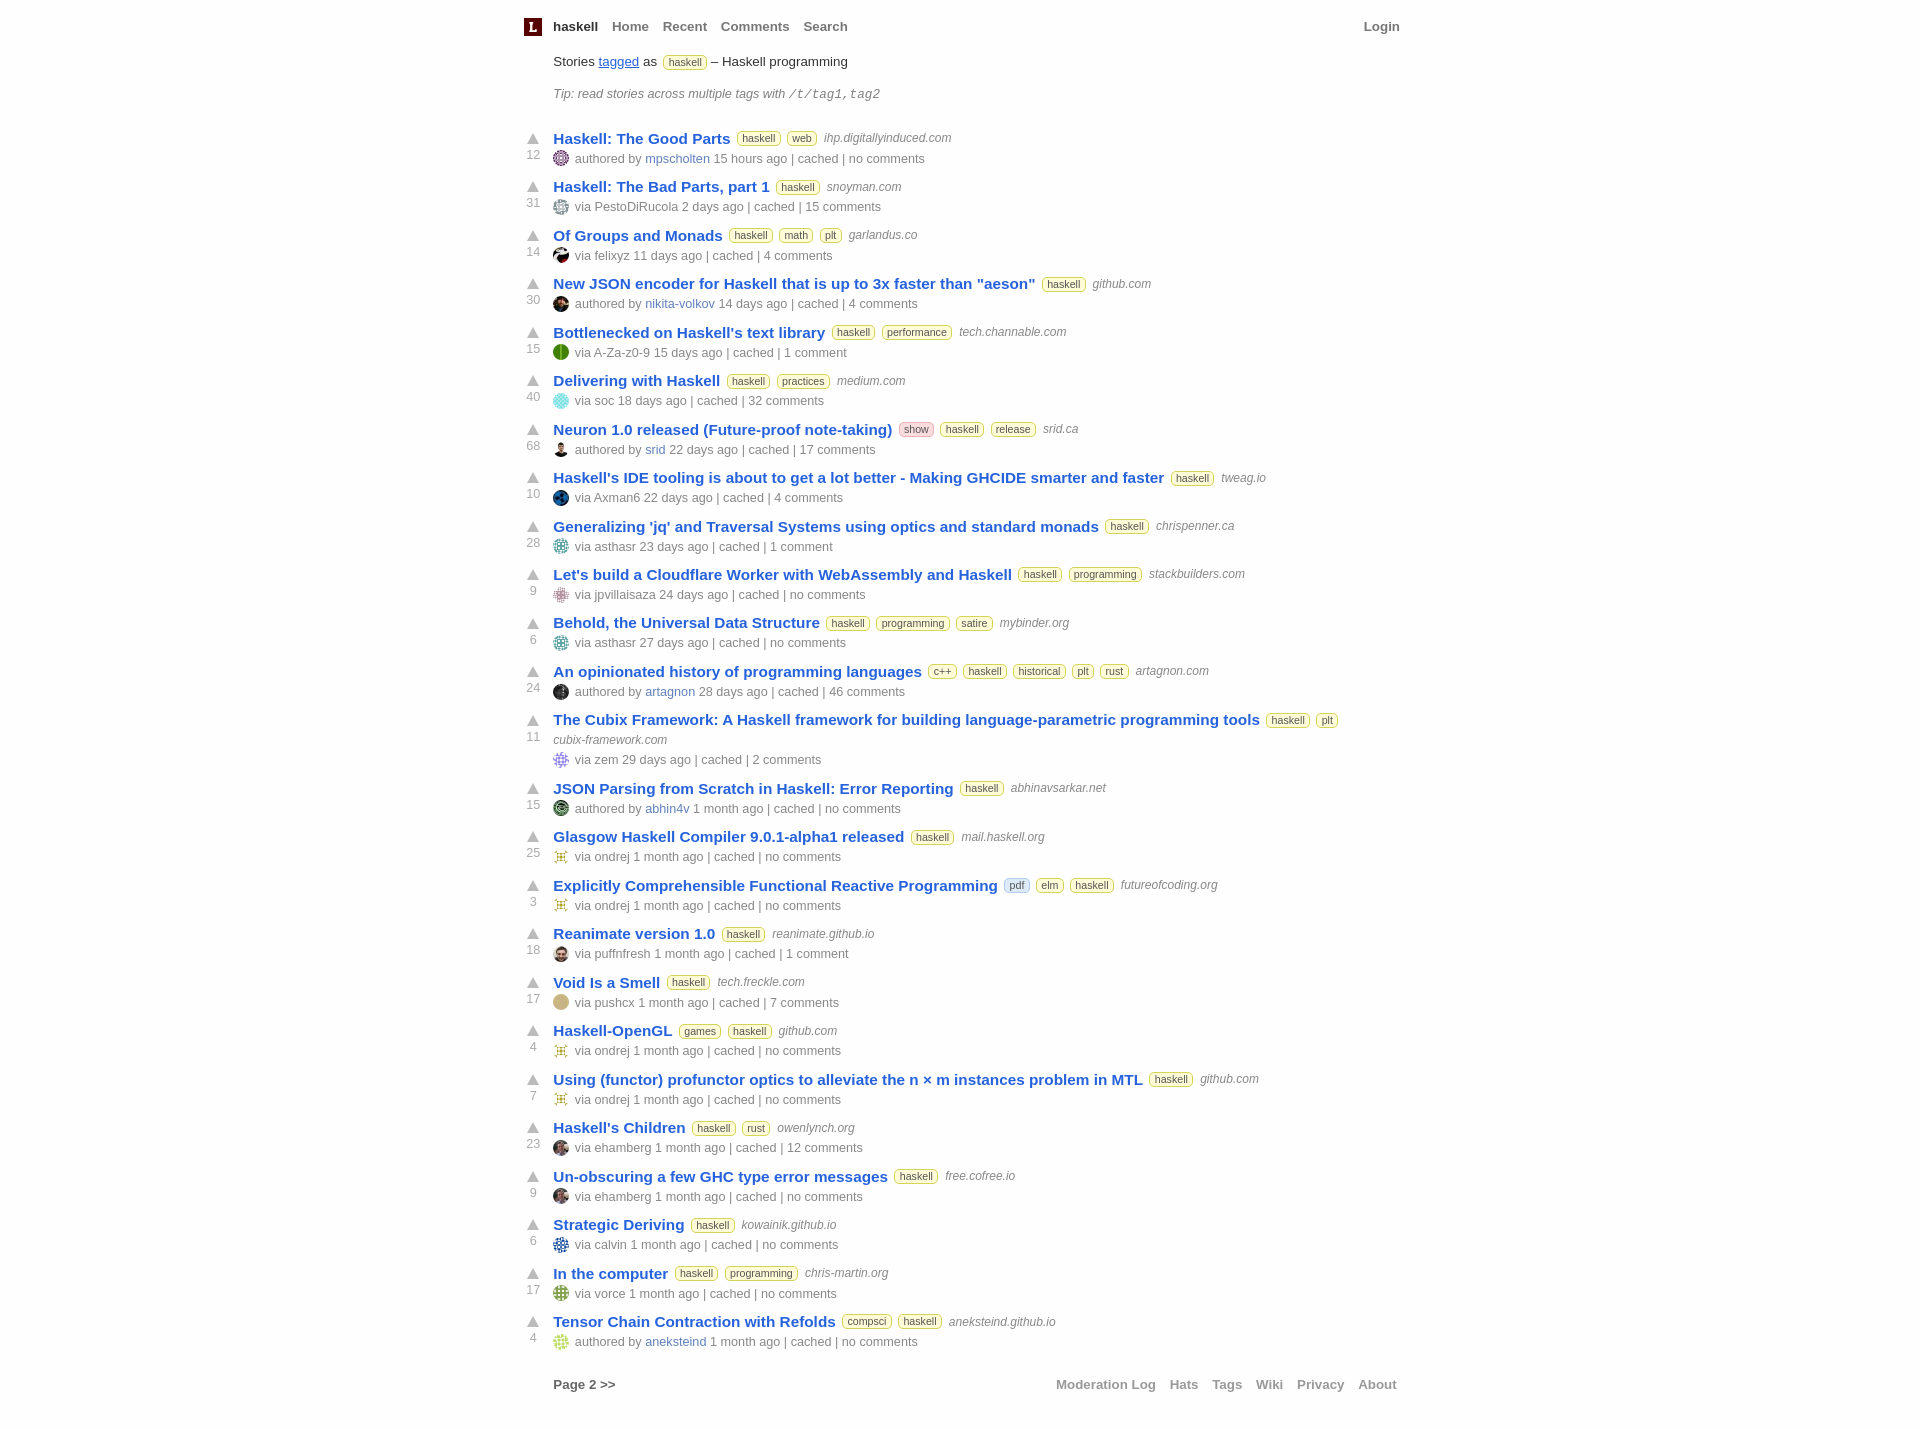 L haskell Home Recent Comments Search Login
Stories tagged as haskell – Haskell programming
Tip: read stories across multiple tags with /t/tag1,tag2
Haskell: The Good Parts haskell web ihp.digitallyinduced.com
12 authored by mpscholten 15 hours ago | cached | no comments
Haskell: The Bad Parts, part 1 haskell snoyman.com
31 via PestoDiRucola 2 days ago | cached | 15 comments
Of Groups and Monads haskell math plt garlandus.co
14 via felixyz 11 days ago | cached | 4 comments
New JSON encoder for Haskell that is up to 3x faster than "aeson" haskell github.com
30 authored by nikita-volkov 14 days ago | cached | 4 comments
Bottlenecked on Haskell's text library haskell performance tech.channable.com
15 via A-Za-z0-9 15 days ago | cached | 1 comment
Delivering with Haskell haskell practices medium.com
40 via soc 18 days ago | cached | 32 comments
Neuron 1.0 released (Future-proof note-taking) show haskell release srid.ca
68 authored by srid 22 days ago | cached | 17 comments
Haskell's IDE tooling is about to get a lot better - Making GHCIDE smarter and faster haskell tweag.io
10 via Axman6 22 days ago | cached | 4 comments
Generalizing 'jq' and Traversal Systems using optics and standard monads haskell chrispenner.ca
28 via asthasr 23 days ago | cached | 1 comment
Let's build a Cloudflare Worker with WebAssembly and Haskell haskell programming stackbuilders.com
9 via jpvillaisaza 24 days ago | cached | no comments
Behold, the Universal Data Structure haskell programming satire mybinder.org
6 via asthasr 27 days ago | cached | no comments
An opinionated history of programming languages c++ haskell historical plt rust artagnon.com
24 authored by artagnon 28 days ago | cached | 46 comments
The Cubix Framework: A Haskell framework for building language-parametric programming tools haskell plt
11 cubix-framework.com
via zem 29 days ago | cached | 2 comments
JSON Parsing from Scratch in Haskell: Error Reporting haskell abhinavsarkar.net
15 authored by abhin4v 1 month ago | cached | no comments
Glasgow Haskell Compiler 9.0.1-alpha1 released haskell mail.haskell.org
25 via ondrej 1 month ago | cached | no comments
Explicitly Comprehensible Functional Reactive Programming pdf elm haskell futureofcoding.org
3 via ondrej 1 month ago | cached | no comments
Reanimate version 1.0 haskell reanimate.github.io
18 via puffnfresh 1 month ago | cached | 1 comment
Void Is a Smell haskell tech.freckle.com
17 via pushcx 1 month ago | cached | 7 comments
Haskell-OpenGL games haskell github.com
4 via ondrej 1 month ago | cached | no comments
Using (functor) profunctor optics to alleviate the n × m instances problem in MTL haskell github.com
7 via ondrej 1 month ago | cached | no comments
Haskell's Children haskell rust owenlynch.org
23 via ehamberg 1 month ago | cached | 12 comments
Un-obscuring a few GHC type error messages haskell free.cofree.io
9 via ehamberg 1 month ago | cached | no comments
Strategic Deriving haskell kowainik.github.io
6 via calvin 1 month ago | cached | no comments
In the computer haskell programming chris-martin.org
17 via vorce 1 month ago | cached | no comments
Tensor Chain Contraction with Refolds compsci haskell aneksteind.github.io
4 authored by aneksteind 1 month ago | cached | no comments
Page 2 >> Moderation Log Hats Tags Wiki Privacy About